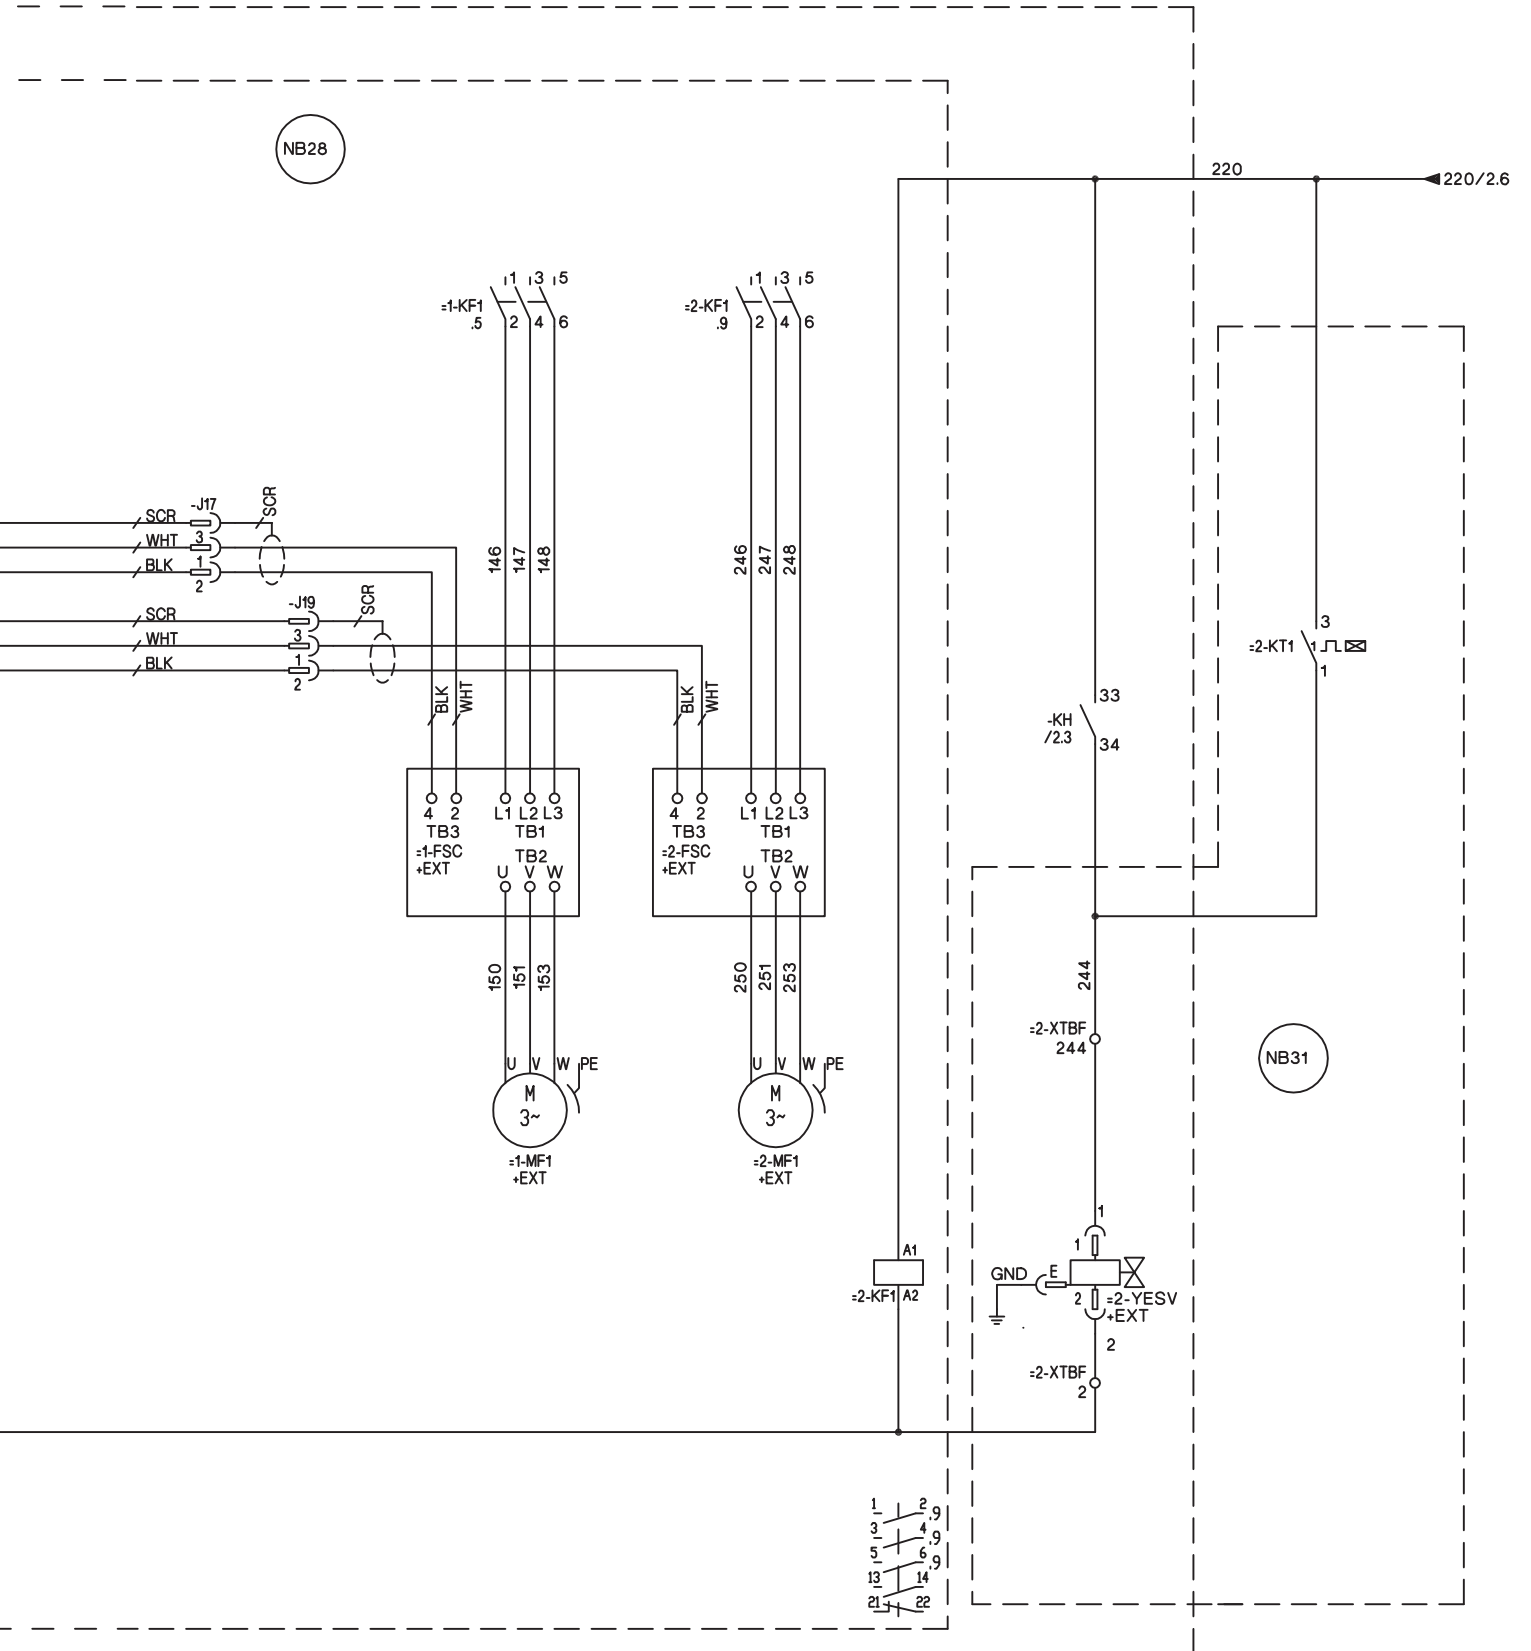 NB28
220
220/2.6
1 3 5
=1-KF1
.5
2 4 6
1 3 5
=2-KF1
.9
2 4 6
SCR
-J17
SCR
WHT
3
BLK
1
2
146
147
148
246
247
248
SCR
-J19
SCR
WHT
3
BLK
1
2
BLK
WHT
BLK
WHT
3
=2-KT1
1
1
33
-KH
/2.3
34
4 2 L1 L2 L3
TB3 TB1
=1-FSC TB2
+EXT
U V W
4 2 L1 L2 L3
TB3 TB1
=2-FSC TB2
+EXT
U V W
150
151
153
250
251
253
244
=2-XTBF
244
NB31
U V W PE
M
3~
=1-MF1
+EXT
U V W PE
M
3~
=2-MF1
+EXT
A1
=2-KF1 A2
1
1
GND E
2 =2-YESV
+EXT
2
=2-XTBF
2
1 2 .9
3 4 .9
5 6 .9
13 14
21 22